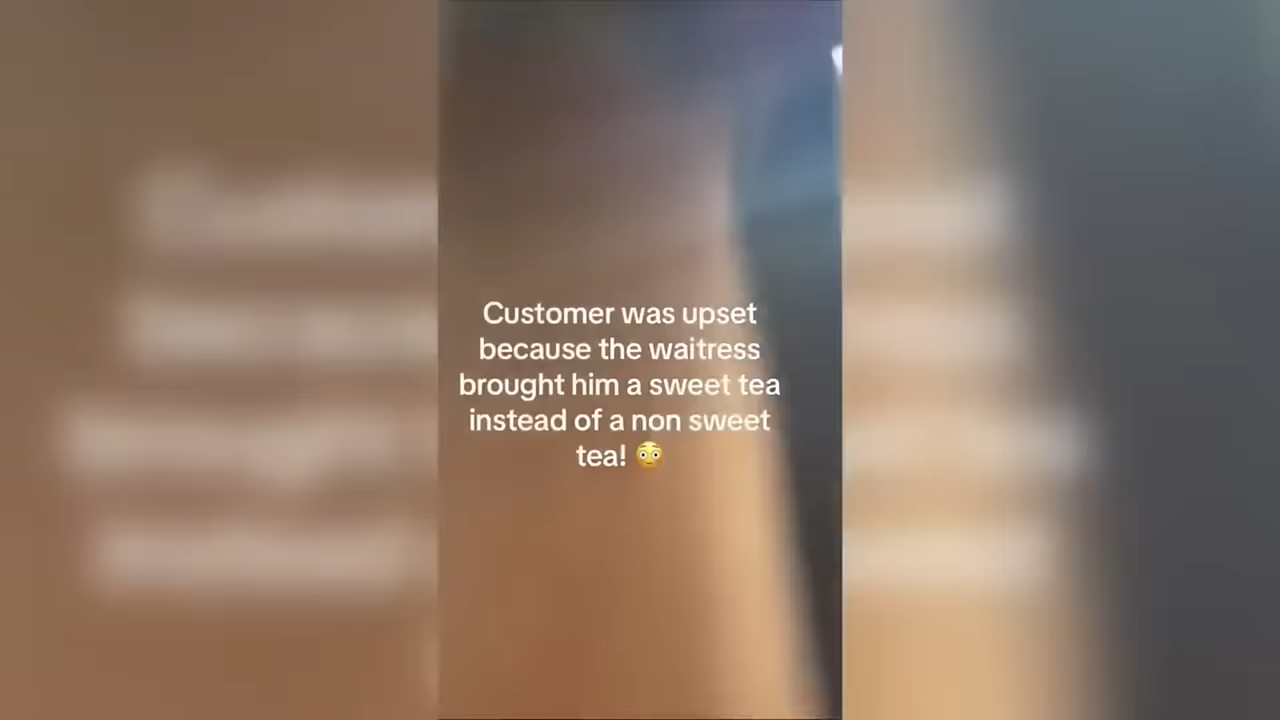 Customer was upset
because the waitress
brought him a sweet tea
instead of a non sweet
tea! 😳